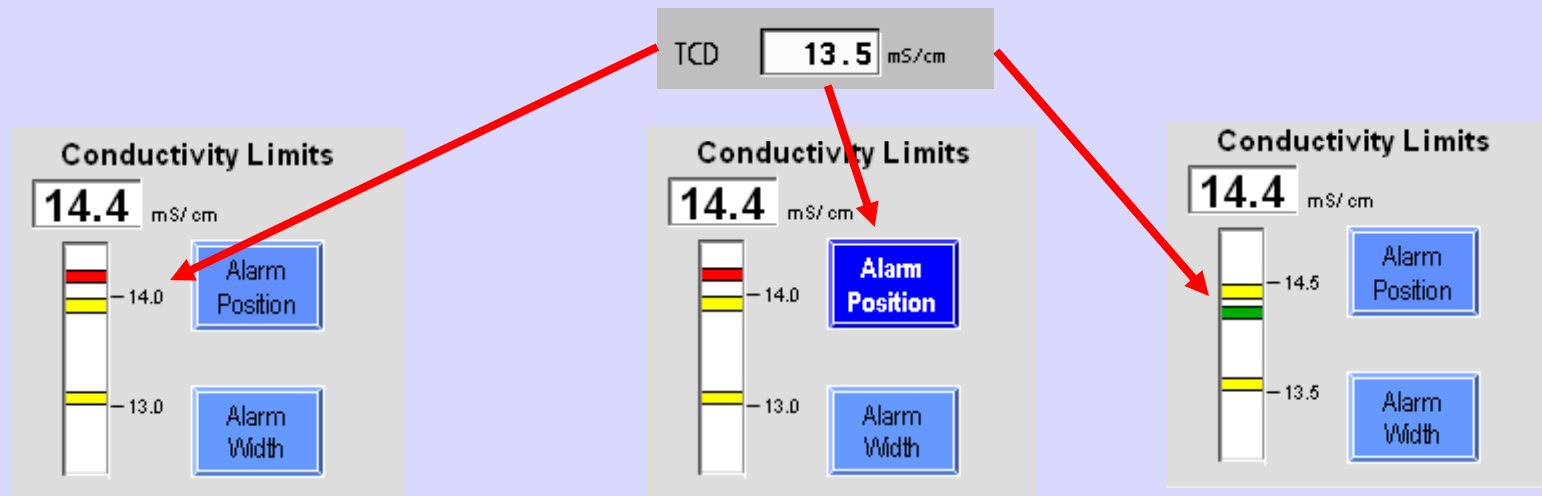 TCD 13.5 mS/cm
Conductivity Limits
14.4 mS/cm
14.0
13.0
Alarm
Position
Alarm
Width
Conductivity Limits
14.4 mS/cm
14.0
13.0
Alarm
Position
Alarm
Width
Conductivity Limits
14.4 mS/cm
14.5
13.5
Alarm
Position
Alarm
Width